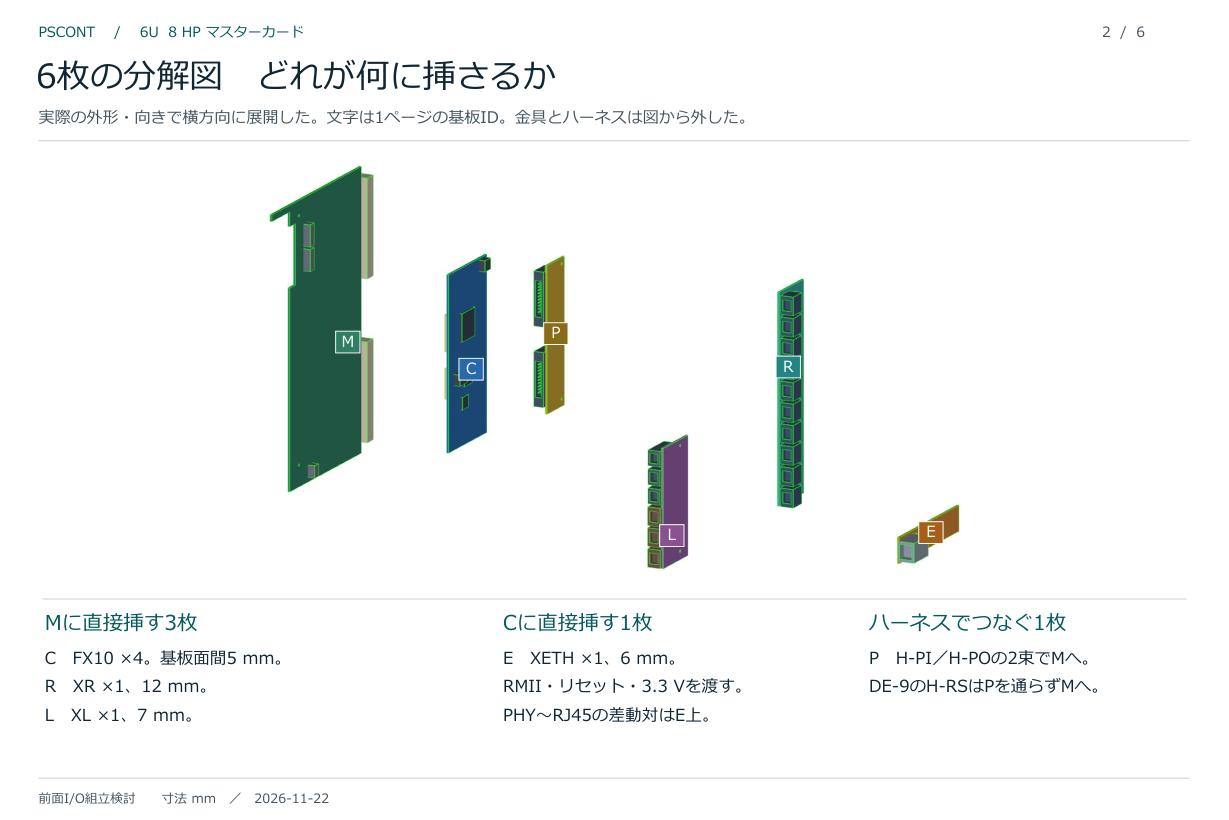 PSCONT / 6U 8 HP マスターカード
2 / 6
6枚の分解図 どれが何に挿さるか
実際の外形・向きで横方向に展開した。文字は1ページの基板ID。金具とハーネスは図から外した。
M
C
P
L
R
E
Mに直接挿す3枚
C FX10 ×4。基板面間5 mm。
R XR ×1、12 mm。
L XL ×1、7 mm。
Cに直接挿す1枚
E XETH ×1、6 mm。
RMII・リセット・3.3 Vを渡す。
PHY～RJ45の差動対はE上。
ハーネスでつなぐ1枚
P H-PI／H-POの2束でMへ。
DE-9のH-RSはPを通らずMへ。
前面I/O組立検討 寸法 mm ／ 2026-11-22